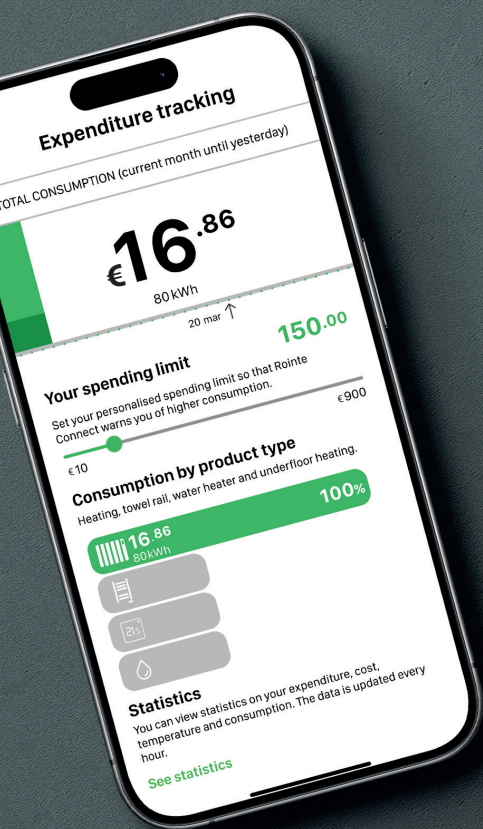 Expenditure tracking
TOTAL CONSUMPTION (current month until yesterday)
€16.86
80 kWh
20 mar ↑
Your spending limit
150.00
Set your personalised spending limit so that Rointe
Connect warns you of higher consumption.
€10
€900
Consumption by product type
Heating, towel rail, water heater and underfloor heating.
16.86
100%
80kWh
21.5
Statistics
You can view statistics on your expenditure, cost,
temperature and consumption. The data is updated every
hour.
See statistics